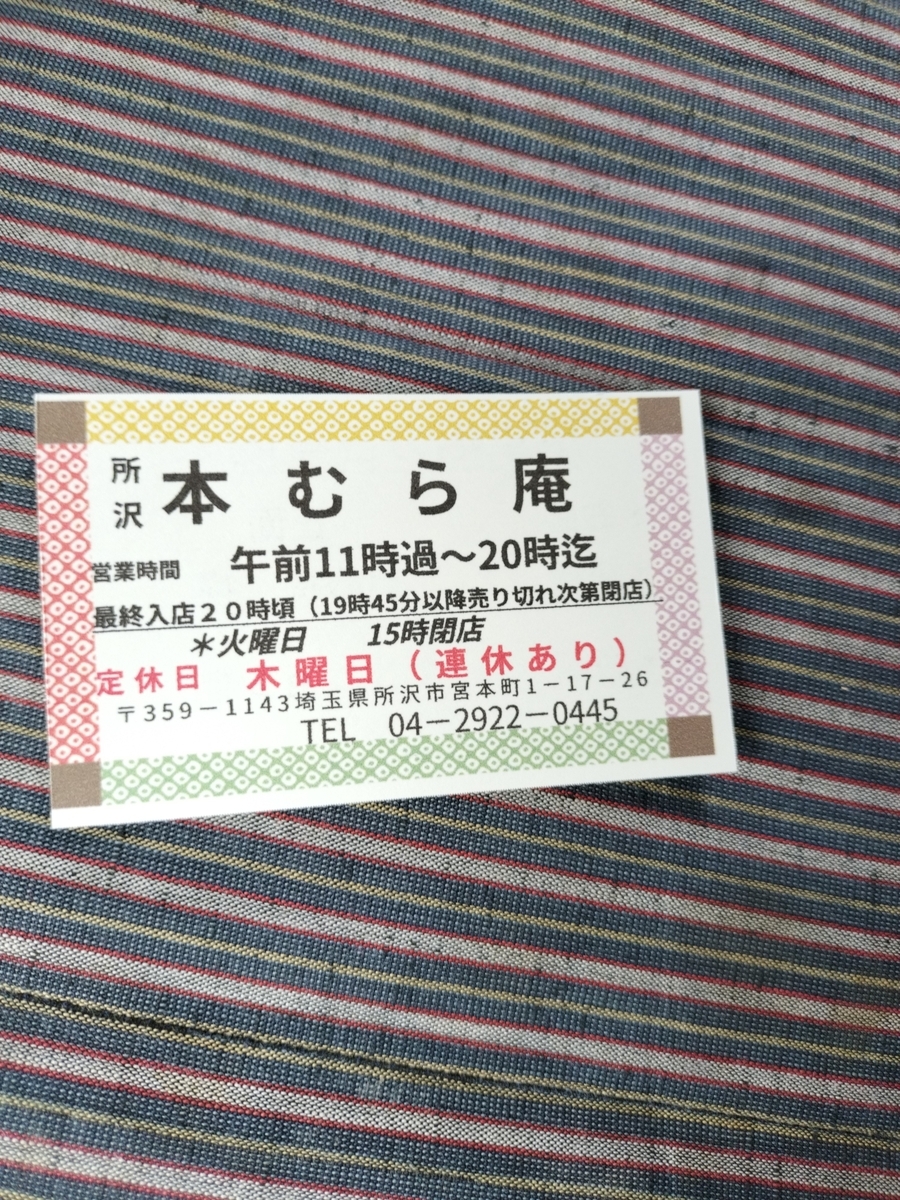 所沢 本むら庵
営業時間 午前11時過～20時迄
最終入店２０時頃（19時45分以降売り切れ次第閉店）
＊火曜日 15時閉店
定休日 木曜日（連休あり）
〒３５９－１１４３埼玉県所沢市宮本町１－１７－２６
TEL 04－2922－0445